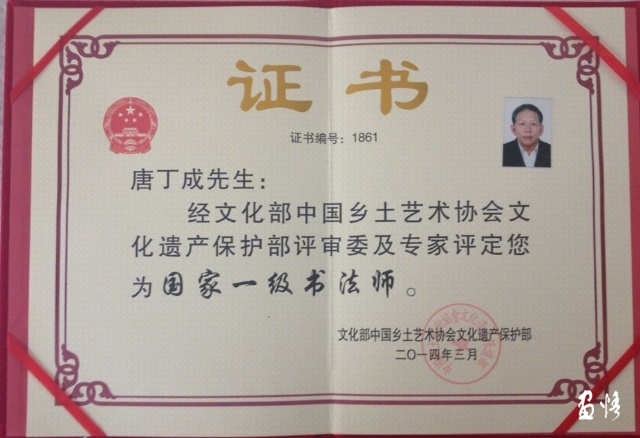 证书
证书编号：1861
唐丁成先生：
经文化部中国乡土艺术协会文
化遗产保护部评审委及专家评定您
为国家一级书法师。
文化部中国乡土艺术协会文化遗产保护部
二〇一四年三月